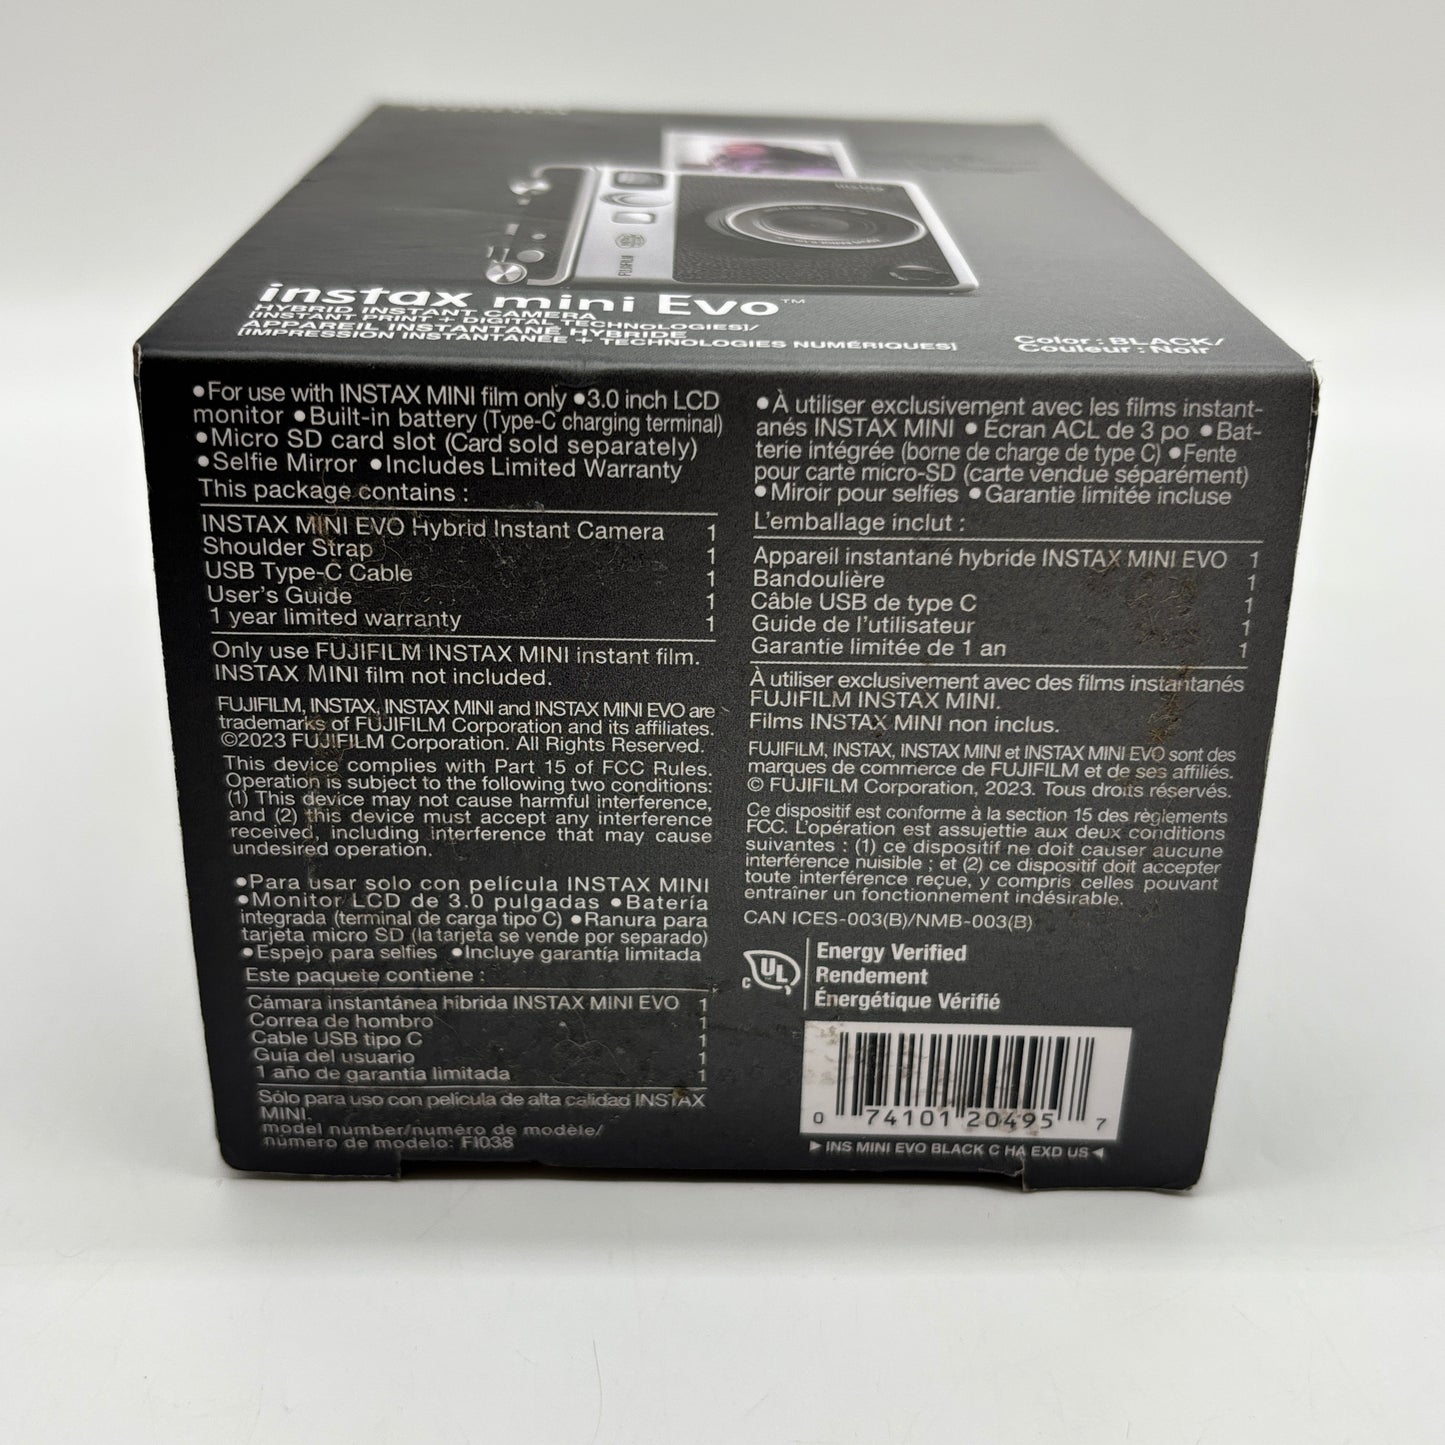 instax mini Evo™
HYBRID INSTANT CAMERA
[INSTANT PRINT + DIGITAL TECHNOLOGIES]/
APPAREIL INSTANTANÉ HYBRIDE
[IMPRESSION INSTANTANÉE + TECHNOLOGIES NUMÉRIQUES]
Color : BLACK/
Couleur : Noir
FUJIFILM
●For use with INSTAX MINI film only ●3.0 inch LCD
monitor ●Built-in battery (Type-C charging terminal)
●Micro SD card slot (Card sold separately)
●Selfie Mirror ●Includes Limited Warranty
This package contains :
INSTAX MINI EVO Hybrid Instant Camera 1
Shoulder Strap 1
USB Type-C Cable 1
User's Guide 1
1 year limited warranty 1
Only use FUJIFILM INSTAX MINI instant film.
INSTAX MINI film not included.
FUJIFILM, INSTAX, INSTAX MINI and INSTAX MINI EVO are
trademarks of FUJIFILM Corporation and its affiliates.
©2023 FUJIFILM Corporation. All Rights Reserved.
This device complies with Part 15 of FCC Rules.
Operation is subject to the following two conditions:
(1) This device may not cause harmful interference,
and (2) this device must accept any interference
received, including interference that may cause
undesired operation.
●Para usar solo con película INSTAX MINI
●Monitor LCD de 3.0 pulgadas ●Batería
integrada (terminal de carga tipo C) ●Ranura para
tarjeta micro SD (la tarjeta se vende por separado)
●Espejo para selfies ●Incluye garantía limitada
Este paquete contiene :
Cámara instantánea híbrida INSTAX MINI EVO 1
Correa de hombro 1
Cable USB tipo C 1
Guía del usuario 1
1 año de garantía limitada 1
Sólo para uso con película de alta calidad INSTAX
MINI.
model number/numéro de modèle/
número de modelo: FI038
●À utiliser exclusivement avec les films instant-
anés INSTAX MINI ●Écran ACL de 3 po ●Bat-
terie intégrée (borne de charge de type C) ●Fente
pour carte micro-SD (carte vendue séparément)
●Miroir pour selfies ●Garantie limitée incluse
L'emballage inclut :
Appareil instantané hybride INSTAX MINI EVO 1
Bandoulière 1
Câble USB de type C 1
Guide de l'utilisateur 1
Garantie limitée de 1 an 1
À utiliser exclusivement avec des films instantanés
FUJIFILM INSTAX MINI.
Films INSTAX MINI non inclus.
FUJIFILM, INSTAX, INSTAX MINI et INSTAX MINI EVO sont des
marques de commerce de FUJIFILM et de ses affiliés.
© FUJIFILM Corporation, 2023. Tous droits réservés.
Ce dispositif est conforme à la section 15 des règlements
FCC. L'opération est assujettie aux deux conditions
suivantes : (1) ce dispositif ne doit causer aucune
interférence nuisible ; et (2) ce dispositif doit accepter
toute interférence reçue, y compris celles pouvant
entraîner un fonctionnement indésirable.
CAN ICES-003(B)/NMB-003(B)
c UL
Energy Verified
Rendement
Énergétique Vérifié
0 74101 20495 7
►INS MINI EVO BLACK C HA EXD US◄